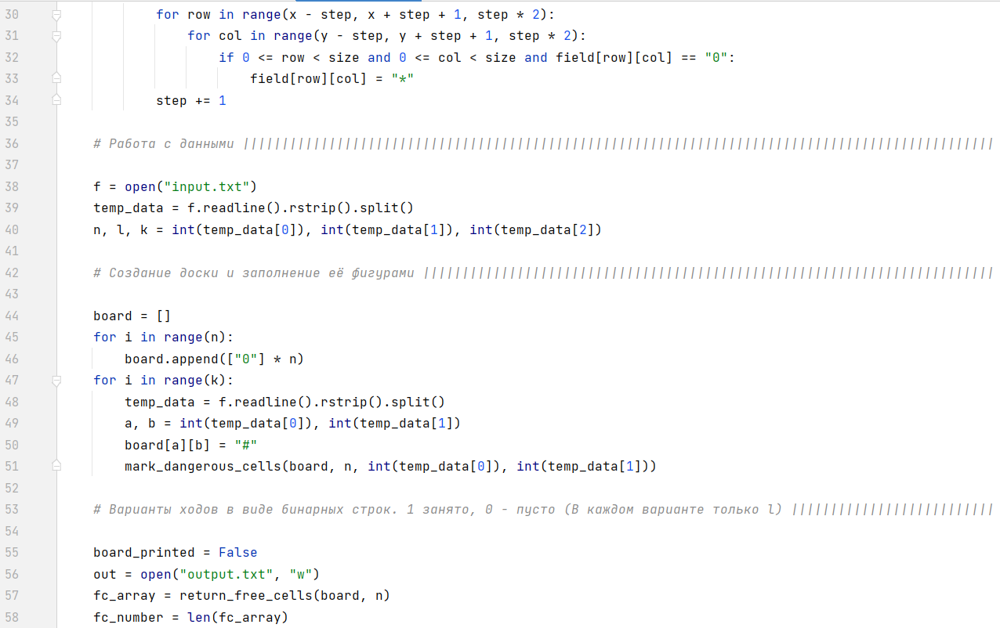 30 for row in range(x - step, x + step + 1, step * 2):
31 for col in range(y - step, y + step + 1, step * 2):
32 if 0 <= row < size and 0 <= col < size and field[row][col] == "0":
33 field[row][col] = "*"
34 step += 1
35
36 # Работа с данными ||||||||||||||||||||||||||||||||||||||||||||||||||||||||||||||||||||||||||||||||||||||||||||||||
37
38 f = open("input.txt")
39 temp_data = f.readline().rstrip().split()
40 n, l, k = int(temp_data[0]), int(temp_data[1]), int(temp_data[2])
41
42 # Создание доски и заполнение её фигурами |||||||||||||||||||||||||||||||||||||||||||||||||||||||||||||||||||||||||
43
44 board = []
45 for i in range(n):
46 board.append(["0"] * n)
47 for i in range(k):
48 temp_data = f.readline().rstrip().split()
49 a, b = int(temp_data[0]), int(temp_data[1])
50 board[a][b] = "#"
51 mark_dangerous_cells(board, n, int(temp_data[0]), int(temp_data[1]))
52
53 # Варианты ходов в виде бинарных строк. 1 занято, 0 - пусто (В каждом варианте только l) ||||||||||||||||||||||||||
54
55 board_printed = False
56 out = open("output.txt", "w")
57 fc_array = return_free_cells(board, n)
58 fc_number = len(fc_array)